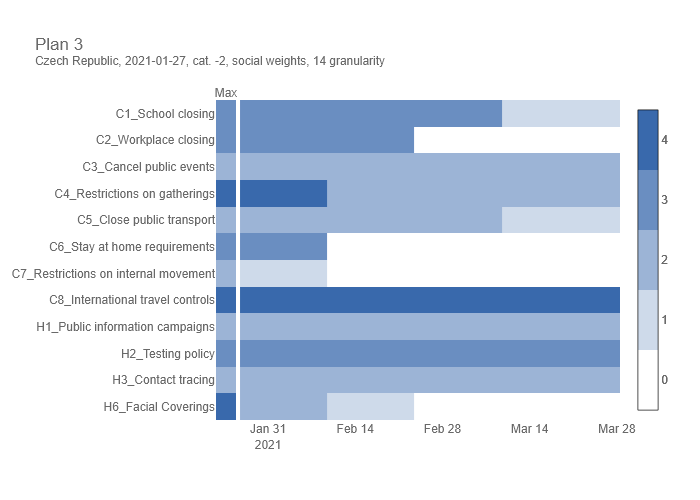 Plan 3
Czech Republic, 2021-01-27, cat. -2, social weights, 14 granularity
Max
C1_School closing
C2_Workplace closing
C3_Cancel public events
C4_Restrictions on gatherings
C5_Close public transport
C6_Stay at home requirements
C7_Restrictions on internal movement
C8_International travel controls
H1_Public information campaigns
H2_Testing policy
H3_Contact tracing
H6_Facial Coverings
4
3
2
1
0
Jan 31 Feb 14 Feb 28 Mar 14 Mar 28
2021